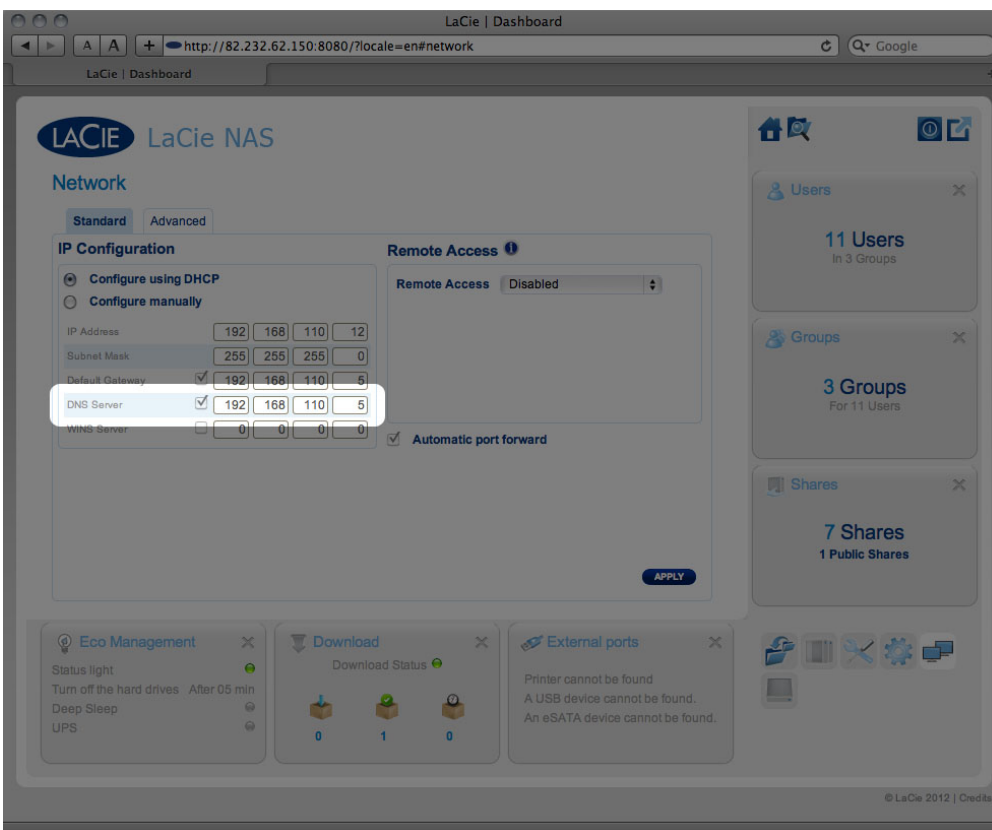 LaCie | Dashboard
A A + http://82.232.62.150:8080/?locale=en#network Google
LaCie | Dashboard
LACIE LaCie NAS
Network
Standard Advanced
IP Configuration
Configure using DHCP
Configure manually
IP Address 192 168 110 12
Subnet Mask 255 255 255 0
Default Gateway 192 168 110 5
DNS Server 192 168 110 5
WINS Server 0 0 0 0
Remote Access
Remote Access Disabled
Automatic port forward
APPLY
Users
11 Users
In 3 Groups
Groups
3 Groups
For 11 Users
Shares
7 Shares
1 Public Shares
Eco Management
Status light
Turn off the hard drives After 05 min
Deep Sleep
UPS
Download
Download Status
0 1 0
External ports
Printer cannot be found
A USB device cannot be found.
An eSATA device cannot be found.
© LaCie 2012 | Credits